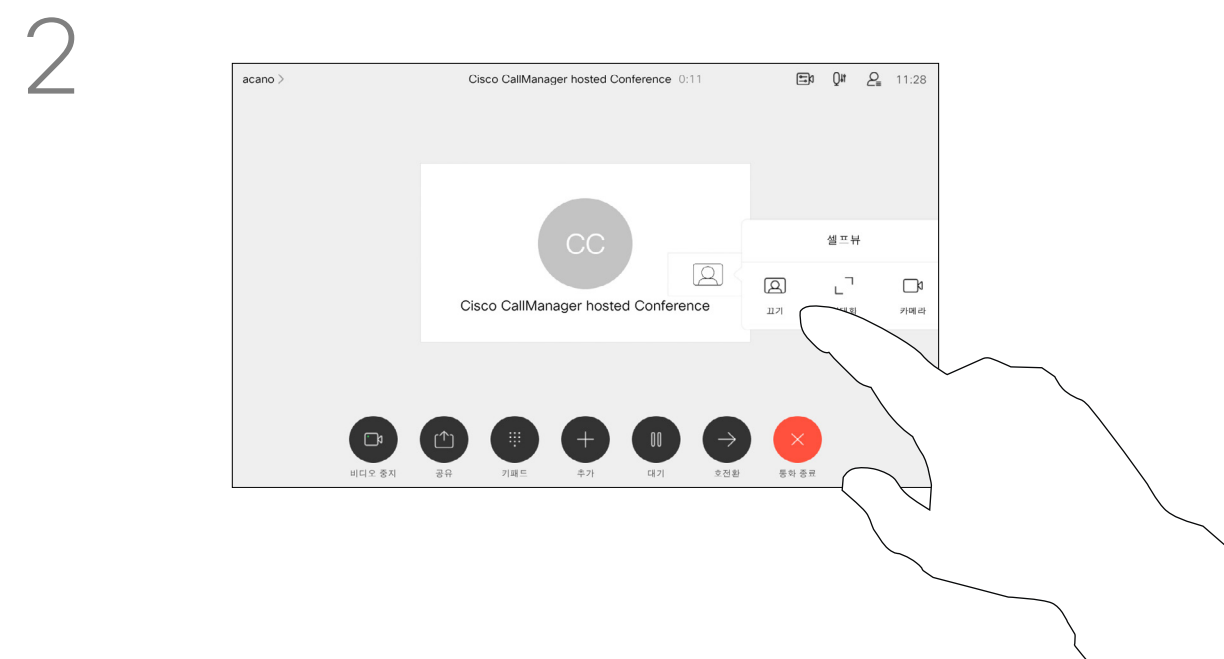 2
acano >
Cisco CallManager hosted Conference 0:11
11:28
CC
Cisco CallManager hosted Conference
셀프뷰
끄기
카메라
비디오 중지
공유
키패드
추가
대기
호전환
통화 종료